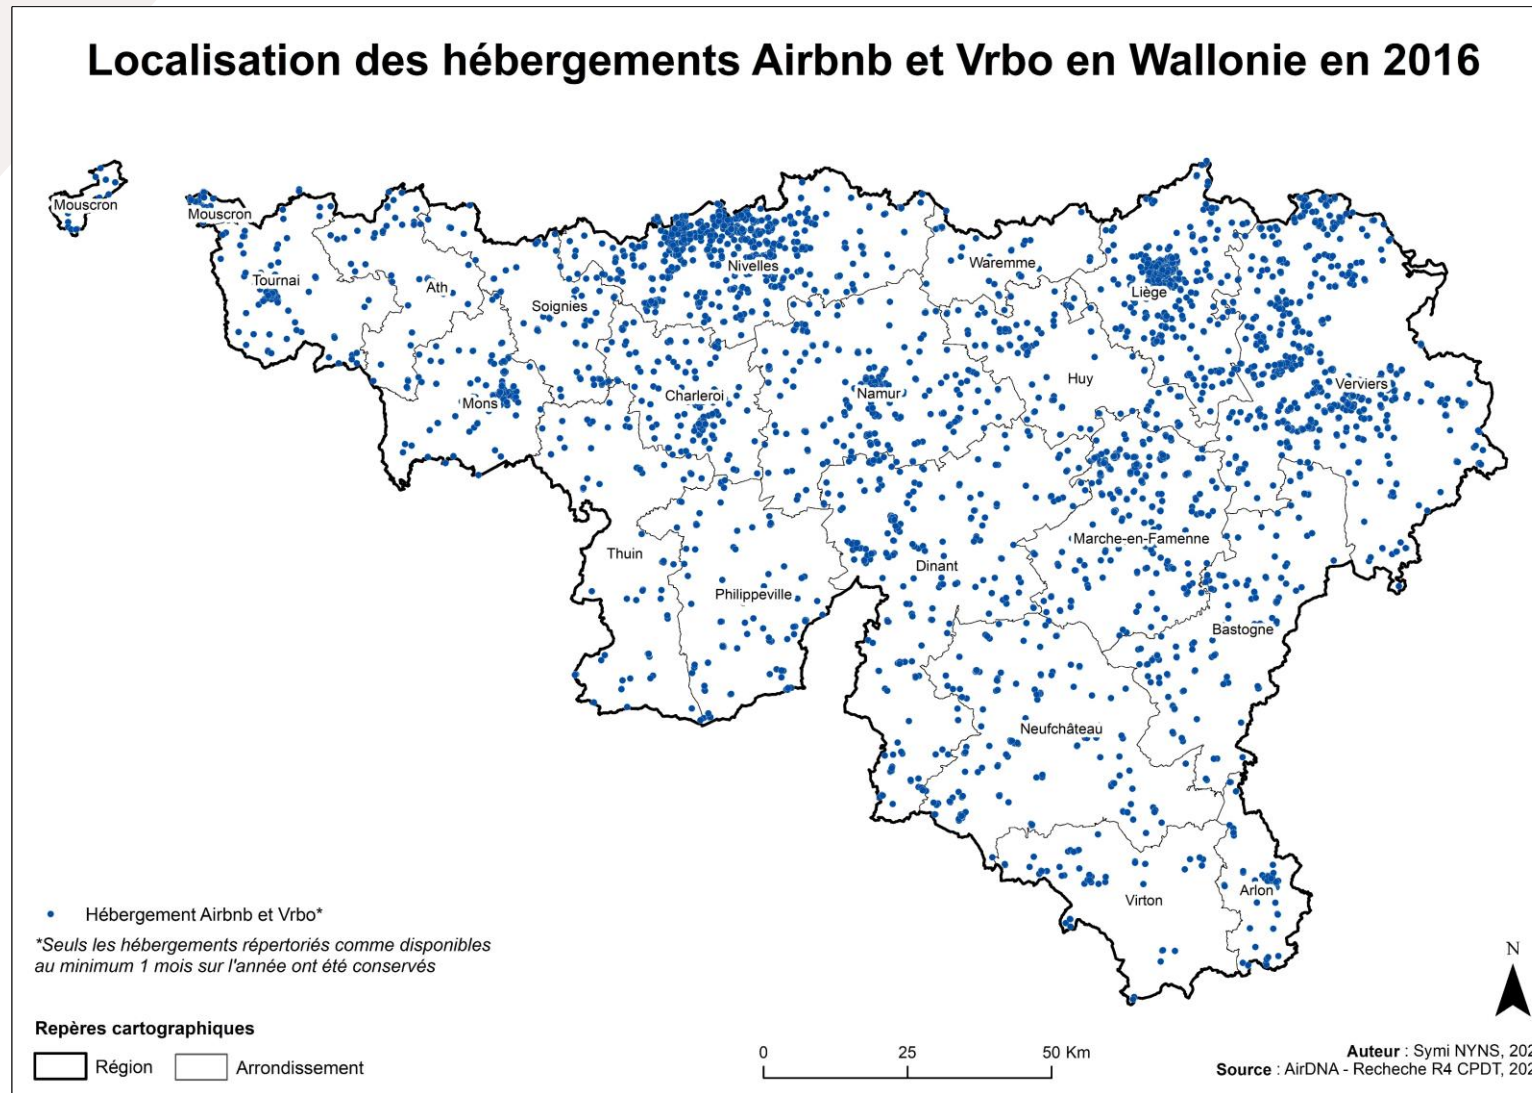 Localisation des hébergements Airbnb et Vrbo en Wallonie en 2016
Mouscron
Mouscron
Tournai
Ath
Soignies
Nivelles
Waremme
Liège
Mons
Charleroi
Namur
Huy
Verviers
Thuin
Philippeville
Dinant
Marche-en-Famenne
Bastogne
Neufchâteau
Virton
Arlon
Hébergement Airbnb et Vrbo*
*Seuls les hébergements répertoriés comme disponibles
au minimum 1 mois sur l'année ont été conservés
Repères cartographiques
Région
Arrondissement
0 25 50 Km
N
Auteur : Symi NYNS, 202
Source : AirDNA - Recheche R4 CPDT, 202